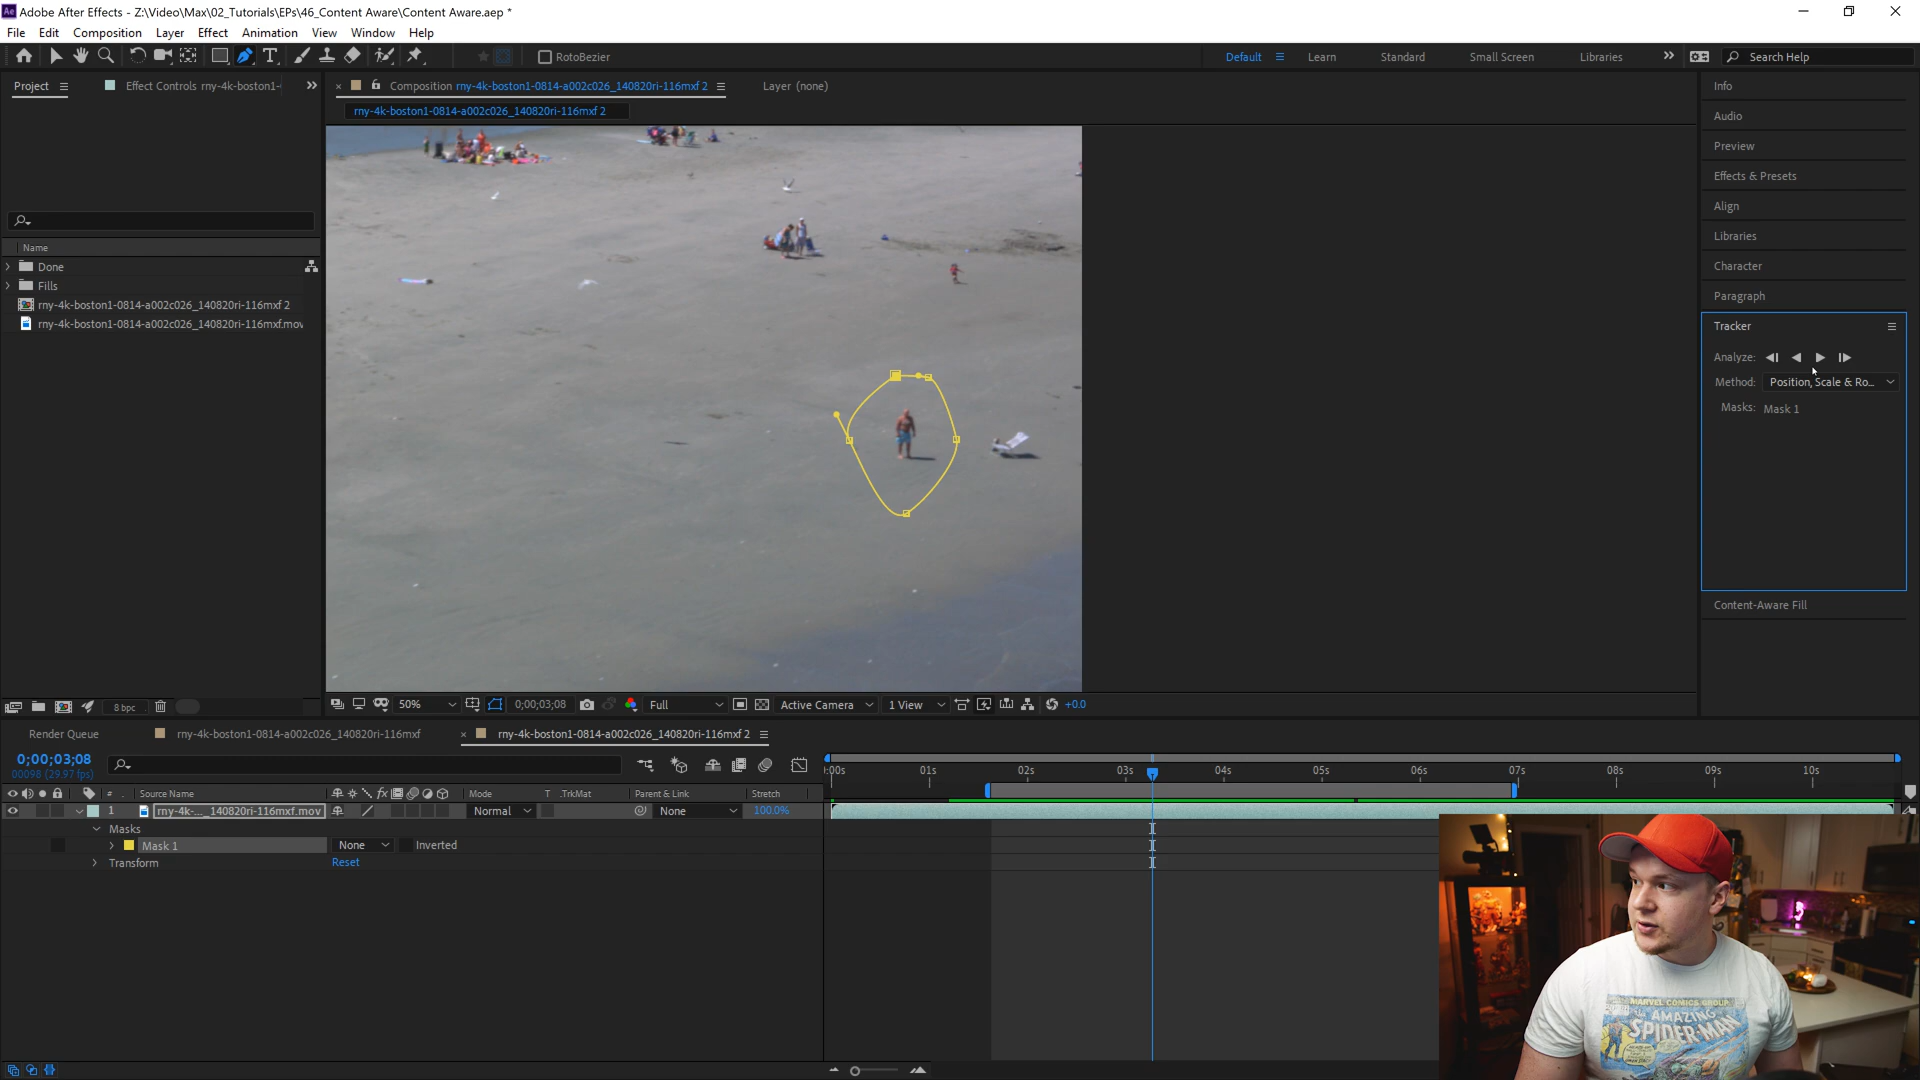 Adobe After Effects - Z:\Video\Max\02_Tutorials\EPs\46_Content Aware\Content Aware.aep *
File Edit Composition Layer Effect Animation View Window Help
RotoBezier Default Learn Standard Small Screen Libraries Search Help
Project Effect Controls rny-4k-boston1- Composition rny-4k-boston1-0814-a002c026_140820ri-116mxf 2 Layer (none)
rny-4k-boston1-0814-a002c026_140820ri-116mxf 2
Name
Done
Fills
rny-4k-boston1-0814-a002c026_140820ri-116mxf 2
rny-4k-boston1-0814-a002c026_140820ri-116mxf.mov
Info
Audio
Preview
Effects & Presets
Align
Libraries
Character
Paragraph
Tracker
Analyze:
Method: Position, Scale & Ro...
Masks: Mask 1
Content-Aware Fill
8 bpc 50% 0;00;03;08 Full Active Camera 1 View +0.0
Render Queue rny-4k-boston1-0814-a002c026_140820ri-116mxf rny-4k-boston1-0814-a002c026_140820ri-116mxf 2
0;00;03;08
00098 (29.97 fps)
:00s 01s 02s 03s 04s 05s 06s 07s 08s 09s 10s
# Source Name Mode T .TrkMat Parent & Link Stretch
1 rny-4k-..._140820ri-116mxf.mov Normal None 100.0%
Masks
Mask 1 None Inverted
Transform Reset
MARVEL COMICS GROUP
AMAZING
SPIDER-MAN